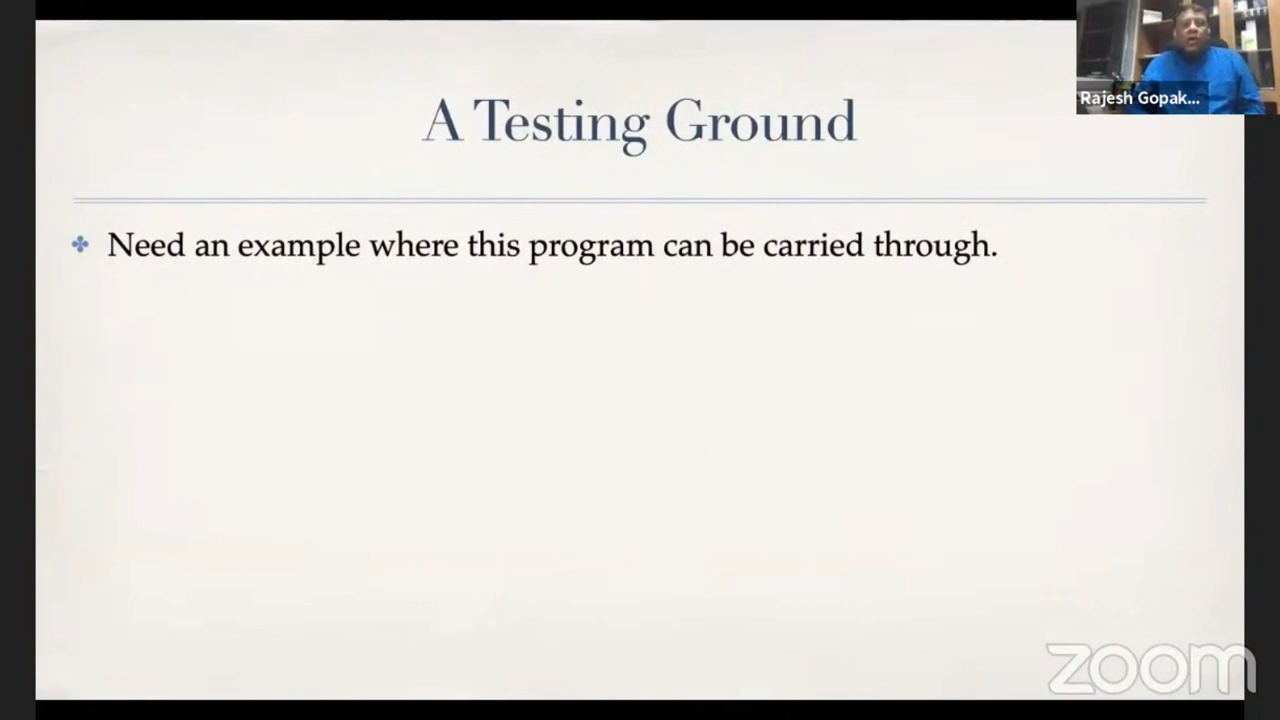 A Testing Ground
Rajesh Gopak...
Need an example where this program can be carried through.
zoom